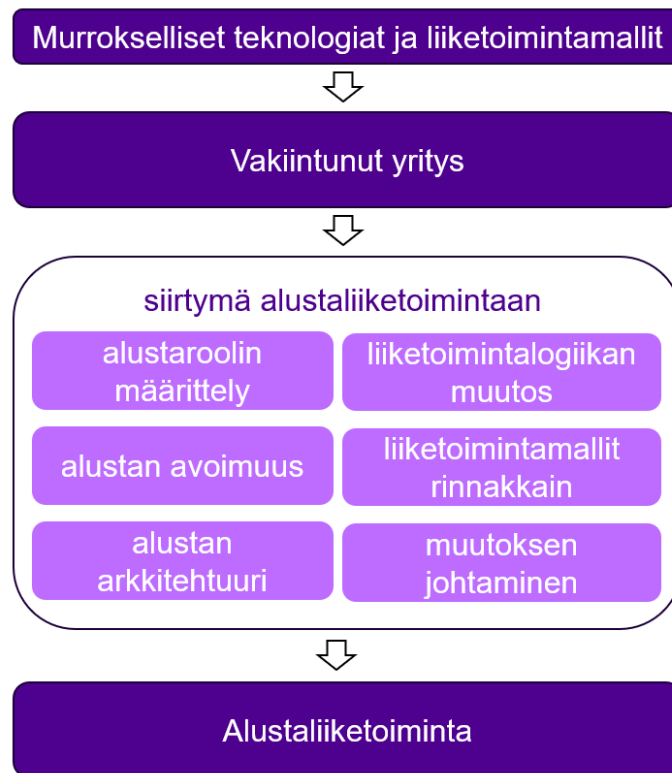 Murrokselliset teknologiat ja liiketoimintamallit
Vakiintunut yritys
siirtymä alustaliiketoimintaan
alustaroolin
määrittely
liiketoimintalogiikan
muutos
alustan avoimuus
liiketoimintamallit
rinnakkain
alustan
arkkitehtuuri
muutoksen
johtaminen
Alustaliiketoiminta